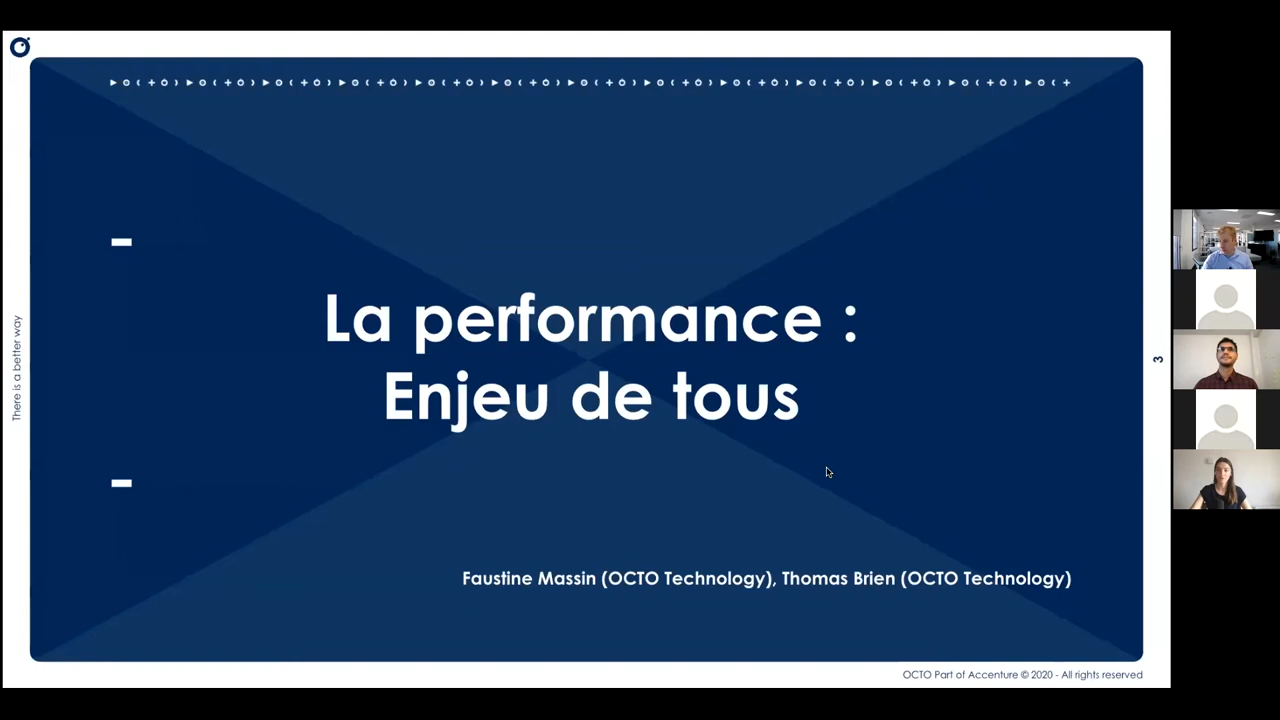 La performance :
Enjeu de tous
Faustine Massin (OCTO Technology), Thomas Brien (OCTO Technology)
There is a better way
3
OCTO Part of Accenture © 2020 - All rights reserved